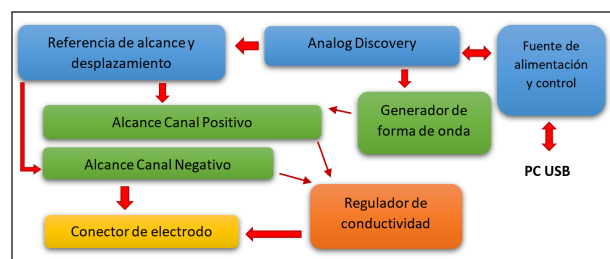 Referencia de alcance y
desplazamiento
Analog Discovery
Fuente de
alimentación
y control
Generador de
forma de onda
Alcance Canal Positivo
Alcance Canal Negativo
PC USB
Regulador de
conductividad
Conector de electrodo